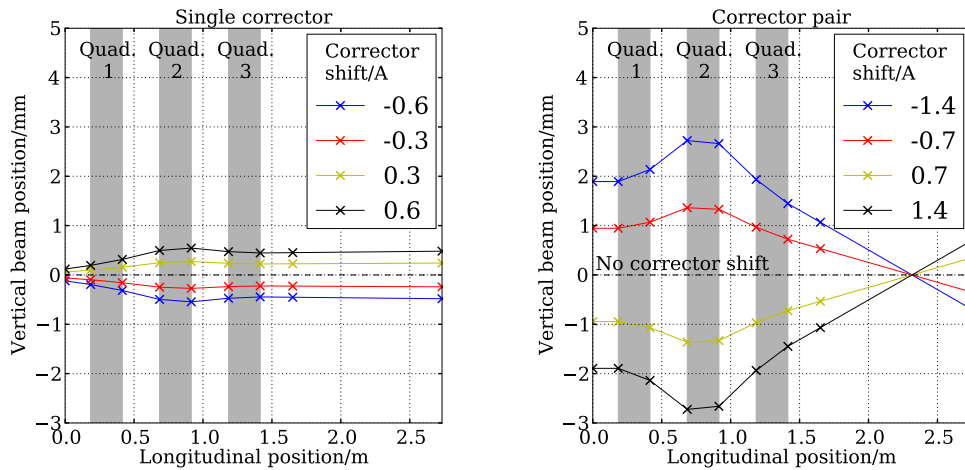 Single corrector
Vertical beam position/mm
5
4
3
2
1
0
−1
−2
−3
Quad. 1
Quad. 2
Quad. 3
Corrector
shift/A
-0.6
-0.3
0.3
0.6
0.0 0.5 1.0 1.5 2.0 2.5
Longitudinal position/m
Corrector pair
Vertical beam position/mm
5
4
3
2
1
0
−1
−2
−3
Quad. 1
Quad. 2
Quad. 3
Corrector
shift/A
-1.4
-0.7
0.7
1.4
No corrector shift
0.0 0.5 1.0 1.5 2.0 2.5
Longitudinal position/m